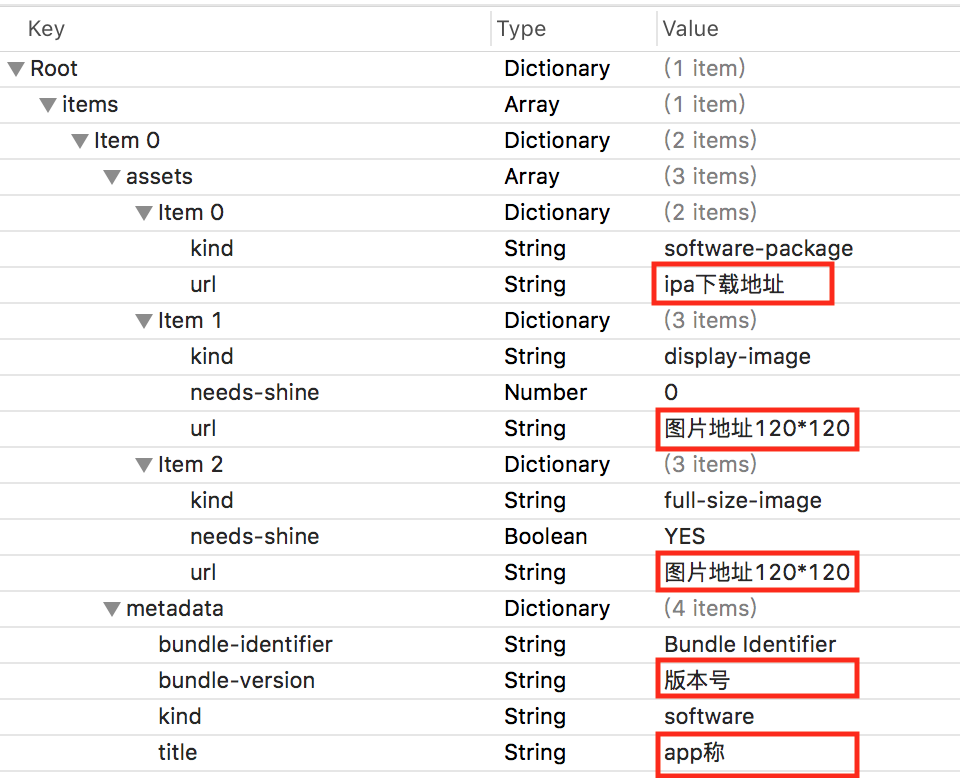 Key Type Value
Root Dictionary (1 item)
items Array (1 item)
Item 0 Dictionary (2 items)
assets Array (3 items)
Item 0 Dictionary (2 items)
kind String software-package
url String ipa下载地址
Item 1 Dictionary (3 items)
kind String display-image
needs-shine Number 0
url String 图片地址120*120
Item 2 Dictionary (3 items)
kind String full-size-image
needs-shine Boolean YES
url String 图片地址120*120
metadata Dictionary (4 items)
bundle-identifier String Bundle Identifier
bundle-version String 版本号
kind String software
title String app称